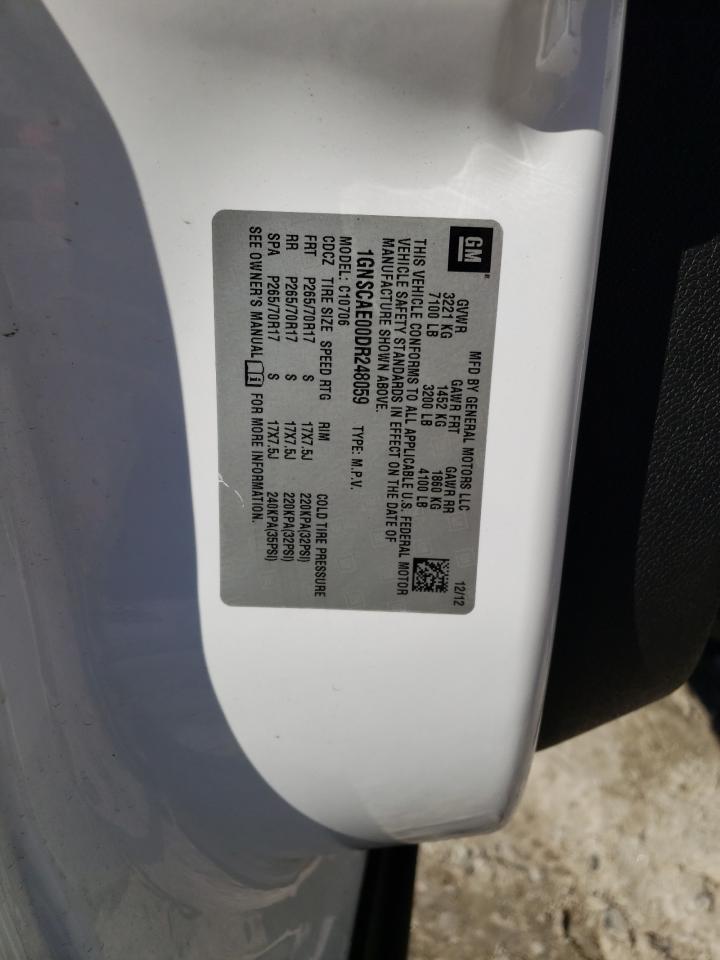 GM
MFD BY GENERAL MOTORS LLC 12/12
GVWR GAWR FRT GAWR RR
3221 KG 1452 KG 1860 KG
7100 LB 3200 LB 4100 LB
THIS VEHICLE CONFORMS TO ALL APPLICABLE U.S. FEDERAL MOTOR
VEHICLE SAFETY STANDARDS IN EFFECT ON THE DATE OF
MANUFACTURE SHOWN ABOVE.
1GNSCAE00DR248059 TYPE: M.P.V.
MODEL: C10706
CDCZ TIRE SIZE SPEED RTG RIM COLD TIRE PRESSURE
FRT P265/70R17 S 17X7.5J 220KPA(32PSI)
RR P265/70R17 S 17X7.5J 220KPA(32PSI)
SPA P265/70R17 S 17X7.5J 240KPA(35PSI)
SEE OWNER'S MANUAL FOR MORE INFORMATION.